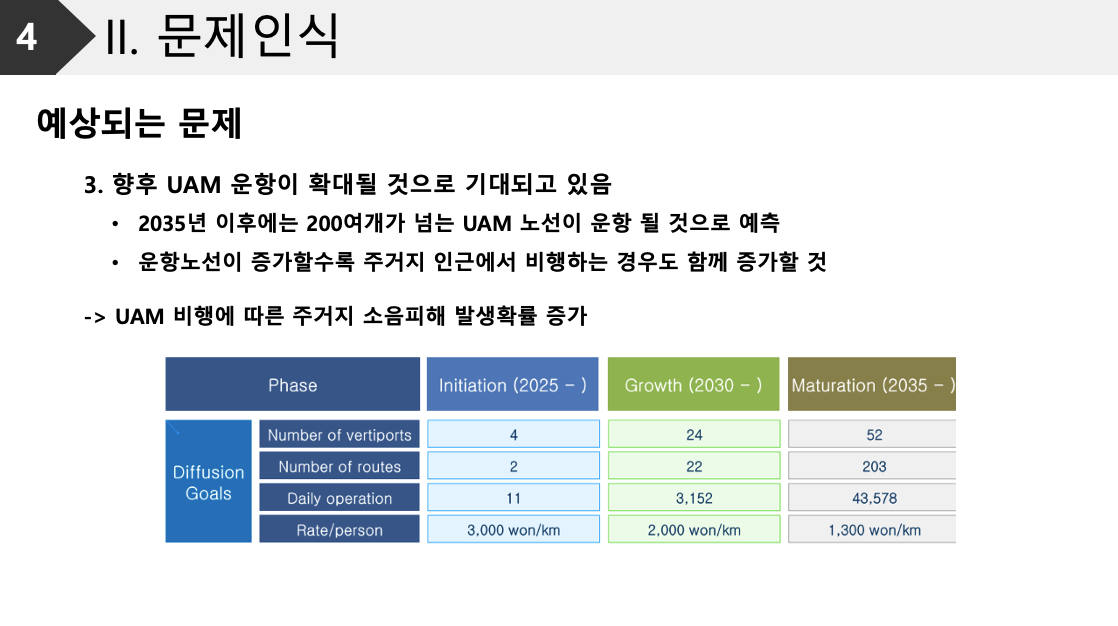 4
II. 문제인식
예상되는 문제
3. 향후 UAM 운항이 확대될 것으로 기대되고 있음
• 2035년 이후에는 200여개가 넘는 UAM 노선이 운항 될 것으로 예측
• 운항노선이 증가할수록 주거지 인근에서 비행하는 경우도 함께 증가할 것
-> UAM 비행에 따른 주거지 소음피해 발생확률 증가
Phase Initiation (2025 – ) Growth (2030 – ) Maturation (2035 – )
Diffusion
Goals
Number of vertiports 4 24 52
Number of routes 2 22 203
Daily operation 11 3,152 43,578
Rate/person 3,000 won/km 2,000 won/km 1,300 won/km